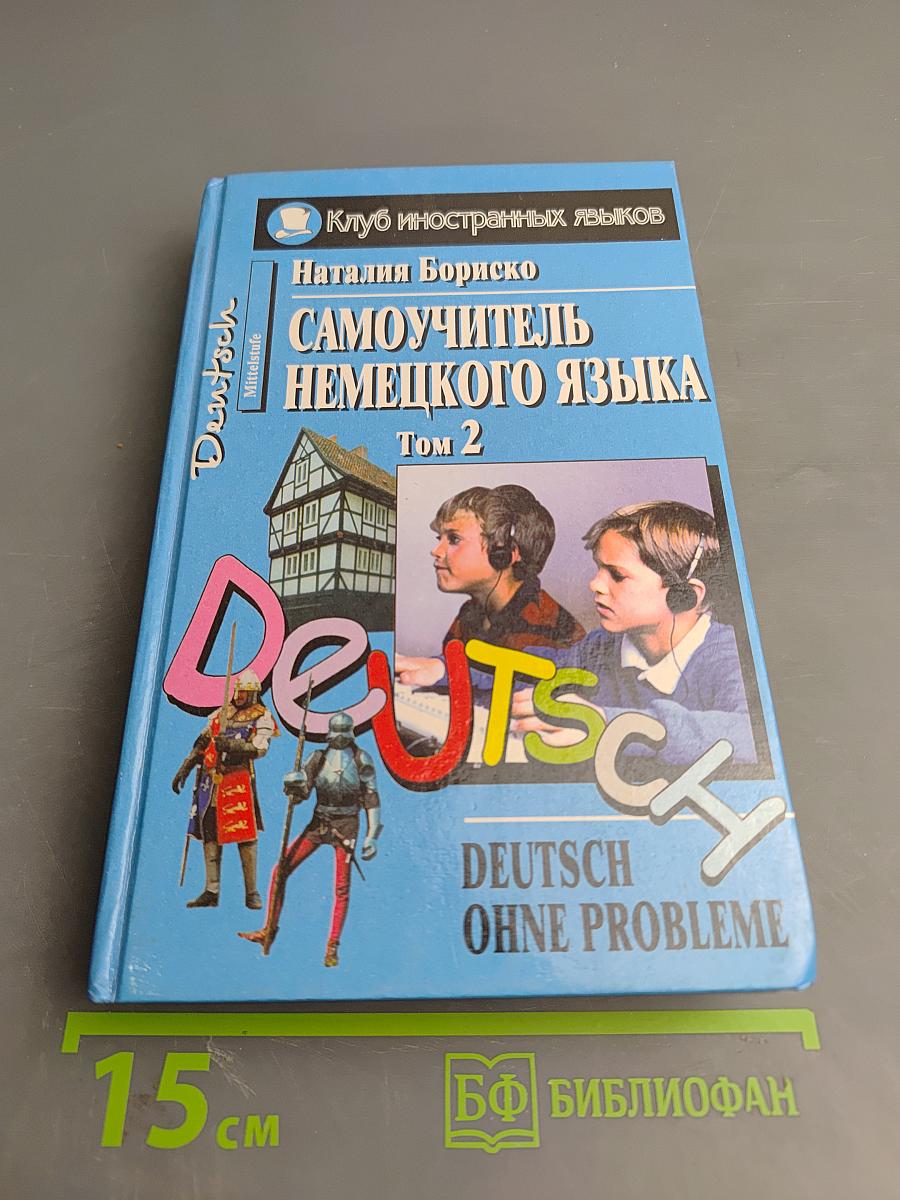 Клуб иностранных языков
Наталия Бориско
Deutsch
Mittelstufe
САМОУЧИТЕЛЬ
НЕМЕЦКОГО ЯЗЫКА
Том 2
DeUTSCH
DEUTSCH
OHNE PROBLEME
15 см
БФ БИБЛИОФАН